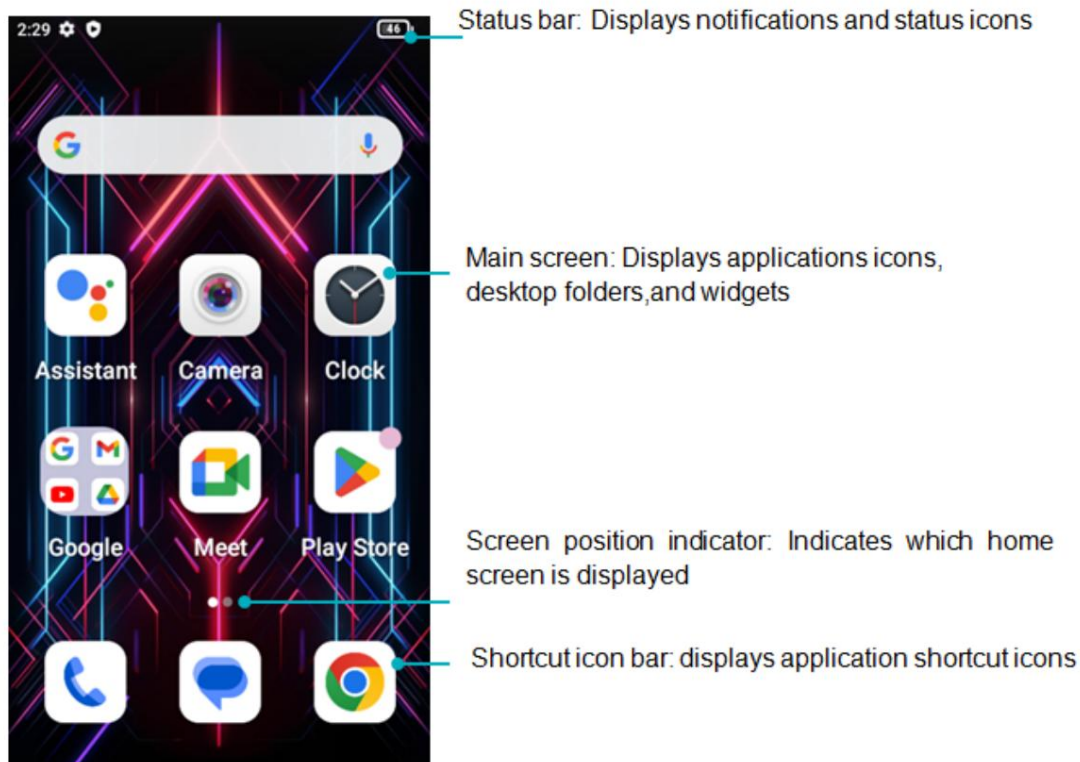 2:29
46
Status bar: Displays notifications and status icons
Main screen: Displays applications icons,
desktop folders,and widgets
Assistant
Camera
Clock
Google
Meet
Play Store
Screen position indicator: Indicates which home
screen is displayed
Shortcut icon bar: displays application shortcut icons